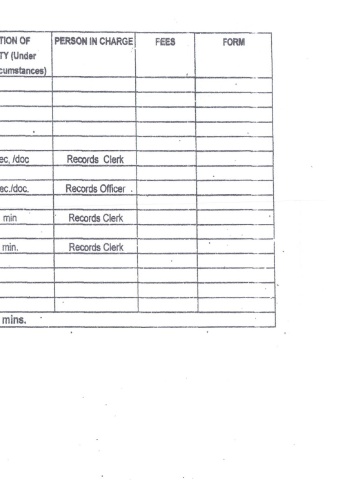 TION OF PERSON IN CHARGE FEES FORM
TY (Under
cumstances)
ec, /doc Records Clerk
ec./doc. Records Officer
min Records Clerk
min. Records Clerk
mins.